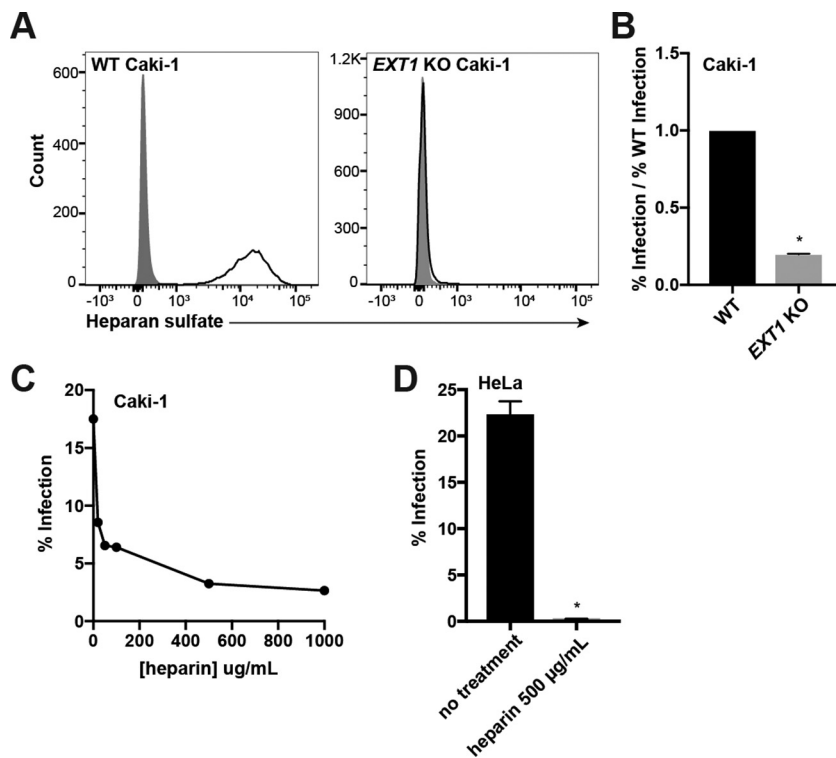 A
WT Caki-1
600
400
200
0
Count
-10³ 0 10³ 10⁴ 10⁵
EXT1 KO Caki-1
1.2K
900
600
300
0
-10³ 0 10³ 10⁴ 10⁵
Heparan sulfate
B
Caki-1
% Infection / % WT Infection
1.5
1.0
0.5
0.0
*
WT
EXT1 KO
C
Caki-1
% Infection
20
15
10
5
0
0 200 400 600 800 1000
[heparin] ug/mL
D
HeLa
% Infection
25
20
15
10
5
0
*
no treatment
heparin 500 µg/mL